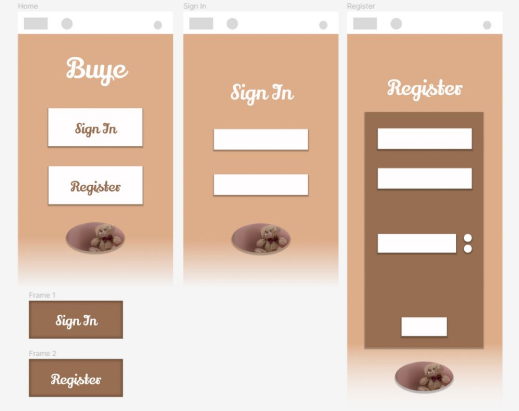 Home
Sign In
Register
Buye
Sign In
Register
Sign In
Register
Frame 1
Sign In
Frame 2
Register